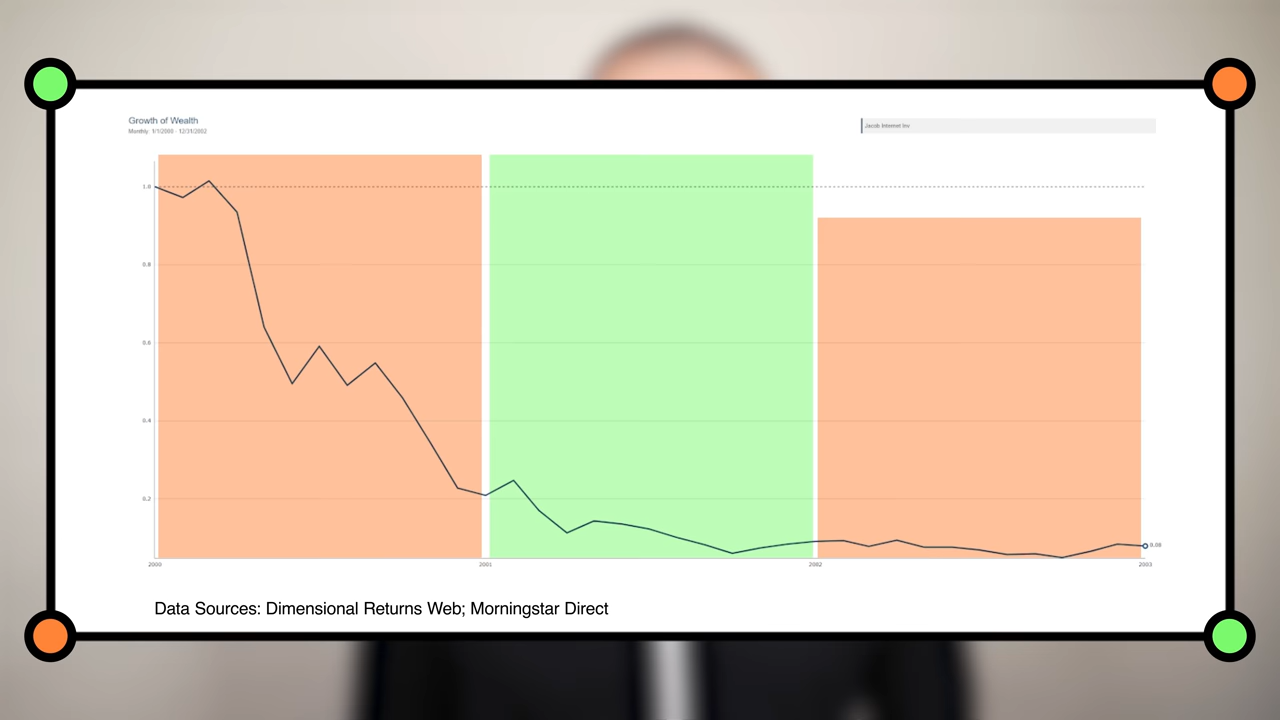 Growth of Wealth
Monthly: 1/1/2000 - 12/31/2002
Jacob Internet Inv
1.0
0.8
0.6
0.4
0.2
0.08
2000
2001
2002
2003
Data Sources: Dimensional Returns Web; Morningstar Direct